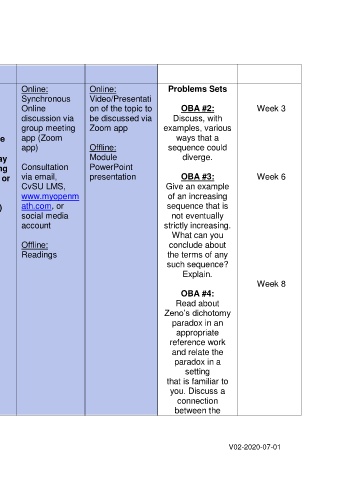 e
ay
ng
or
)
Online:
Synchronous
Online
discussion via
group meeting
app (Zoom
app)
Consultation
via email,
CvSU LMS,
www.myopenm
ath.com, or
social media
account
Offline:
Readings
Online:
Video/Presentati
on of the topic to
be discussed via
Zoom app
Offline:
Module
PowerPoint
presentation
Problems Sets
OBA #2:
Discuss, with
examples, various
ways that a
sequence could
diverge.
OBA #3:
Give an example
of an increasing
sequence that is
not eventually
strictly increasing.
What can you
conclude about
the terms of any
such sequence?
Explain.
OBA #4:
Read about
Zeno's dichotomy
paradox in an
appropriate
reference work
and relate the
paradox in a
setting
that is familiar to
you. Discuss a
connection
between the
Week 3
Week 6
Week 8
V02-2020-07-01